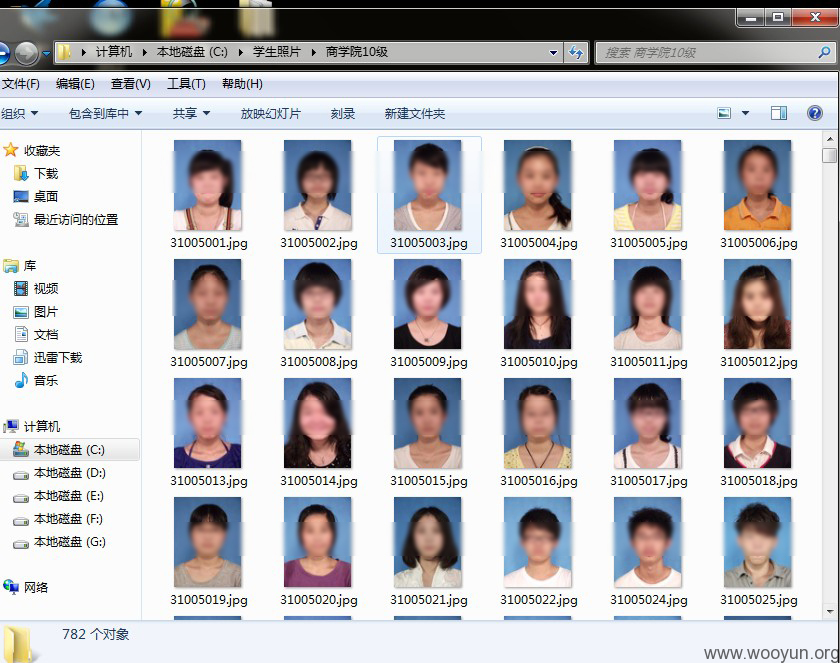 计算机 本地磁盘 (C:) 学生照片 商学院10级
搜索 商学院10级
文件(F) 编辑(E) 查看(V) 工具(T) 帮助(H)
组织 包含到库中 共享 放映幻灯片 刻录 新建文件夹
收藏夹
下载
桌面
最近访问的位置
库
视频
图片
文档
迅雷下载
音乐
计算机
本地磁盘 (C:)
本地磁盘 (D:)
本地磁盘 (E:)
本地磁盘 (F:)
本地磁盘 (G:)
网络
31005001.jpg 31005002.jpg 31005003.jpg 31005004.jpg 31005005.jpg 31005006.jpg
31005007.jpg 31005008.jpg 31005009.jpg 31005010.jpg 31005011.jpg 31005012.jpg
31005013.jpg 31005014.jpg 31005015.jpg 31005016.jpg 31005017.jpg 31005018.jpg
31005019.jpg 31005020.jpg 31005021.jpg 31005022.jpg 31005024.jpg 31005025.jpg
782 个对象
www.wooyun.org